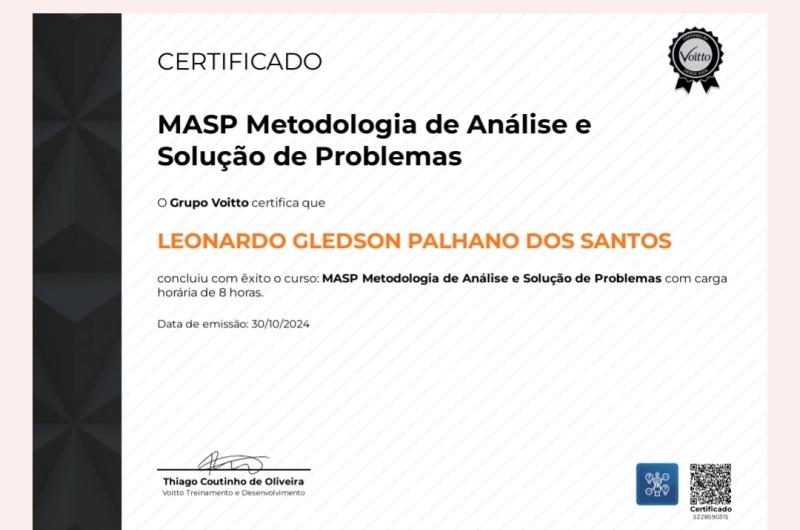 CERTIFICADO
Voitto
MASP Metodologia de Análise e
Solução de Problemas
O Grupo Voitto certifica que
LEONARDO GLEDSON PALHANO DOS SANTOS
concluiu com êxito o curso: MASP Metodologia de Análise e Solução de Problemas com carga
horária de 8 horas.
Data de emissão: 30/10/2024
Thiago Coutinho de Oliveira
Voitto Treinamento e Desenvolvimento
Certificado